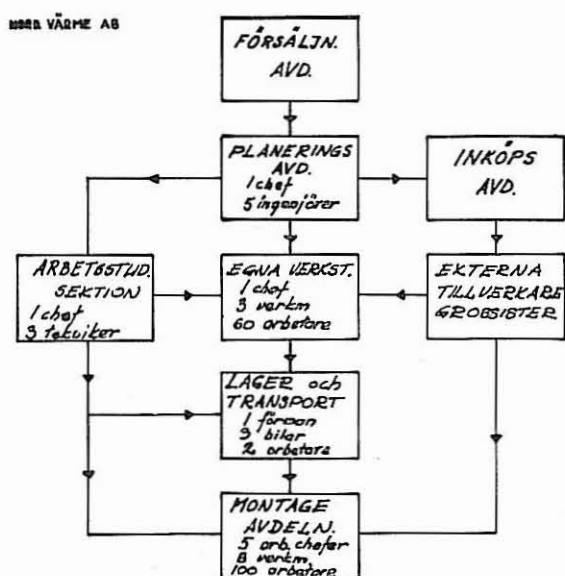 VÄRME AB
FÖRSÄLJN.
AVD.
PLANERINGS
AVD.
1 chef
5 ingenjörer
INKÖPS
AVD.
ARBETSSTUD.
SEKTION
1 chef
3 tekniker
EGNA VERKST.
1 chef
3 verkm
60 arbetare
EXTERNA
TILLVERKARE
GROSSISTER
LAGER och
TRANSPORT
1 förman
3 bilar
2 arbetare
MONTAGE
AVDELN.
5 arb. chefer
8 verkm
100 arbetare